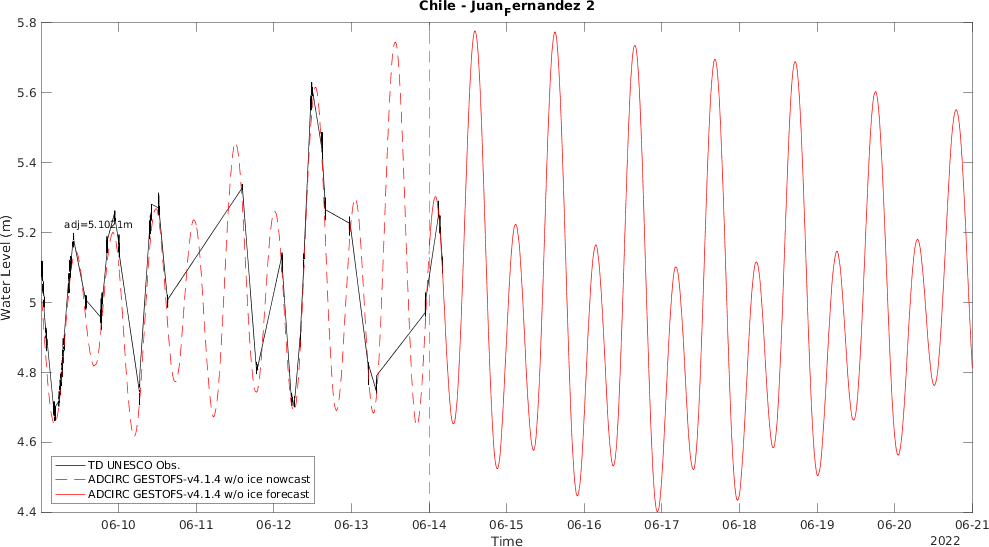 Chile - JuanFernandez 2
Water Level (m)
5.8
5.6
5.4
5.2
5
4.8
4.6
4.4
adj=5.1021m
TD UNESCO Obs.
ADCIRC GESTOFS-v4.1.4 w/o ice nowcast
ADCIRC GESTOFS-v4.1.4 w/o ice forecast
06-10 06-11 06-12 06-13 06-14 06-15 06-16 06-17 06-18 06-19 06-20 06-21
Time
2022